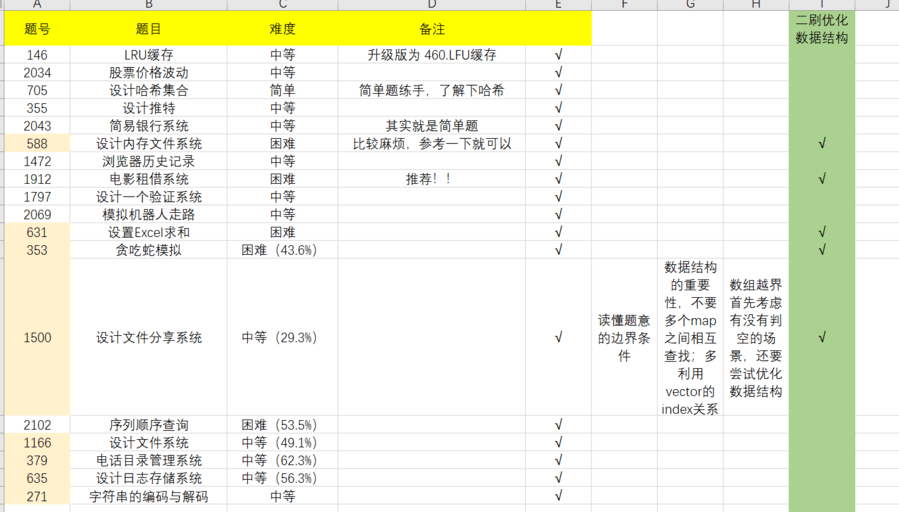 A B C D E F G H I J
题号 题目 难度 备注 二刷优化
数据结构
146 LRU缓存 中等 升级版为 460.LFU缓存 √
2034 股票价格波动 中等 √
705 设计哈希集合 简单 简单题练手，了解下哈希 √
355 设计推特 中等 √
2043 简易银行系统 中等 其实就是简单题 √
588 设计内存文件系统 困难 比较麻烦，参考一下就可以 √ √
1472 浏览器历史记录 中等 √
1912 电影租借系统 困难 推荐！！ √ √
1797 设计一个验证系统 中等 √
2069 模拟机器人走路 中等 √
631 设置Excel求和 困难 √ √
353 贪吃蛇模拟 困难（43.6%） √ √
1500 设计文件分享系统 中等（29.3%） √
读懂题意
的边界条
件
数据结构
的重要
性，不要
多个map
之间相互
查找；多
利用
vector的
index关系
数组越界
首先考虑
有没有判
空的场
景，还要
尝试优化
数据结构
√
2102 序列顺序查询 困难（53.5%） √
1166 设计文件系统 中等（49.1%） √
379 电话目录管理系统 中等（62.3%） √
635 设计日志存储系统 中等（56.3%） √
271 字符串的编码与解码 中等 √